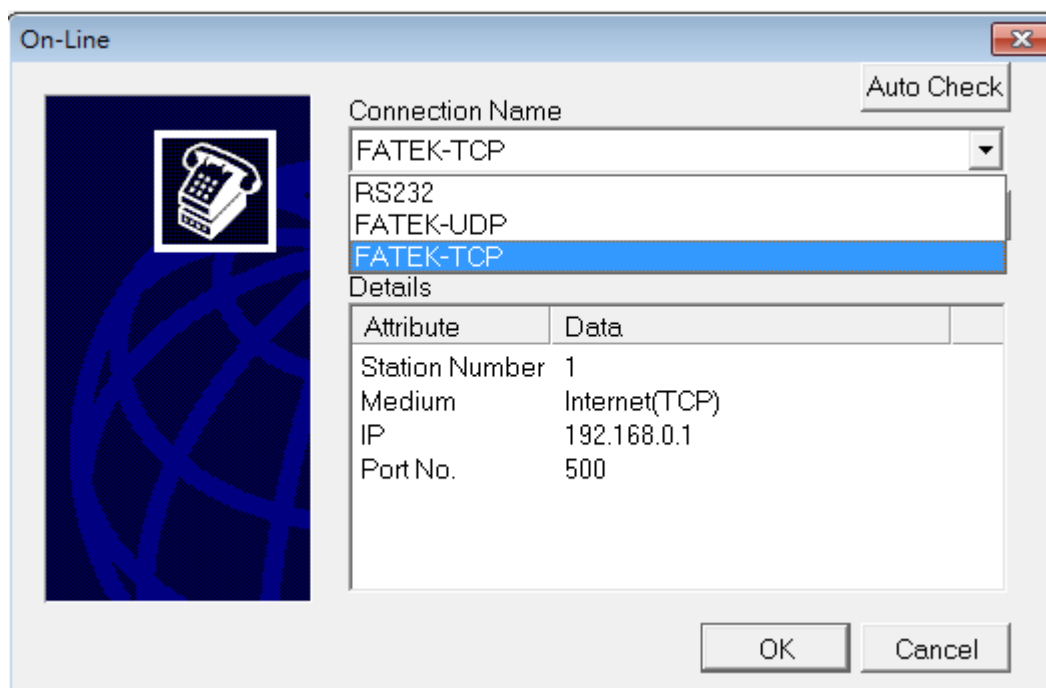 On-Line
Auto Check
Connection Name
FATEK-TCP
RS232
FATEK-UDP
FATEK-TCP
Details
Attribute Data
Station Number 1
Medium Internet(TCP)
IP 192.168.0.1
Port No. 500
OK Cancel